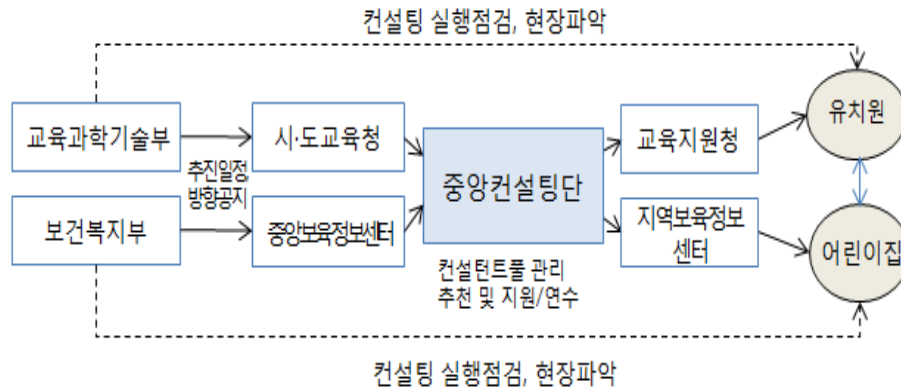 컨설팅 실행점검, 현장파악
교육과학기술부
시·도교육청
교육지원청
유치원
추진일정,
방향공지
중앙컨설팅단
보건복지부
중앙보육정보센터
지역보육정보
센터
어린이집
컨설턴트풀 관리
추천 및 지원/연수
컨설팅 실행점검, 현장파악